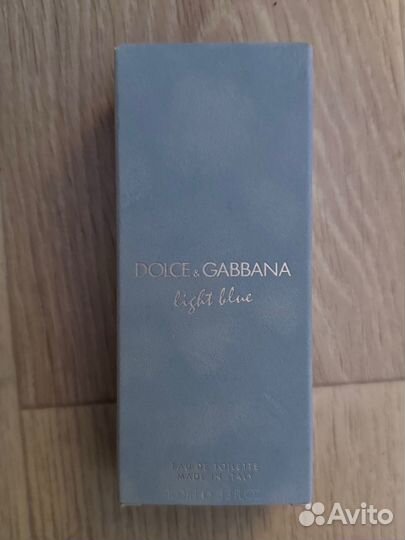 DOLCE & GABBANA
light blue
EAU DE TOILETTE
MADE IN ITALY
Avito